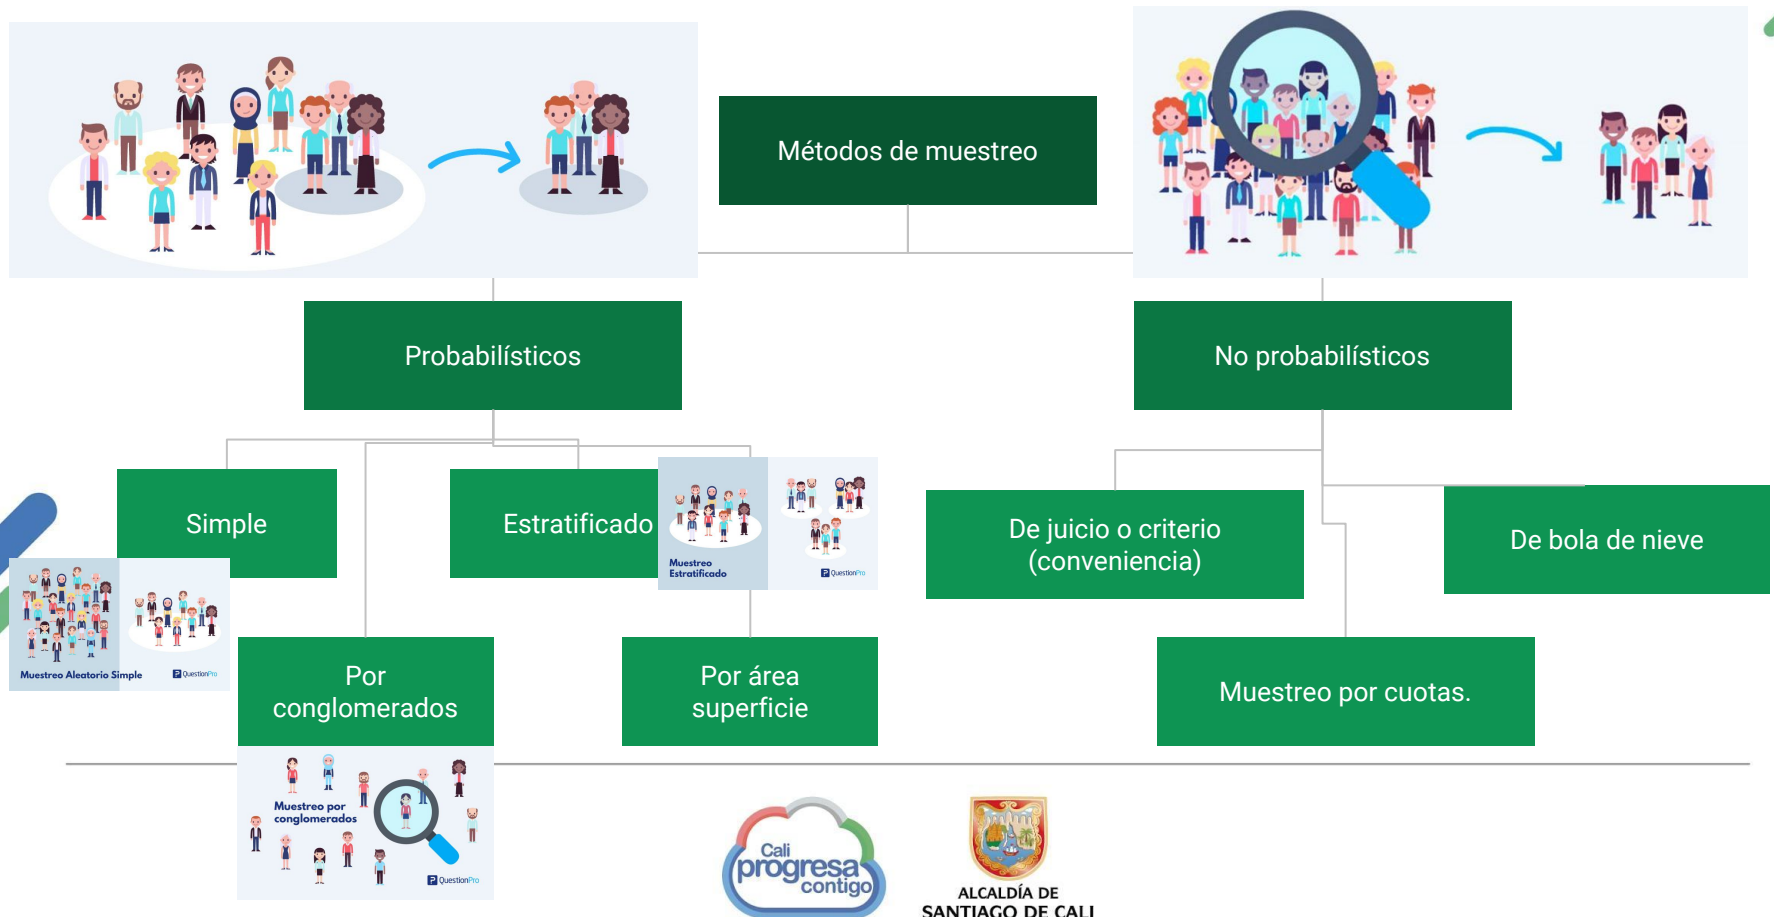 Métodos de muestreo
Probabilísticos
No probabilísticos
Simple
Estratificado
Muestreo
Estratificado
QuestionPro
De juicio o criterio
(conveniencia)
De bola de nieve
Muestreo Aleatorio Simple
QuestionPro
Por
conglomerados
Por área
superficie
Muestreo por cuotas.
Muestreo por
conglomerados
QuestionPro
Cali
progresa
contigo
ALCALDÍA DE
SANTIAGO DE CALI